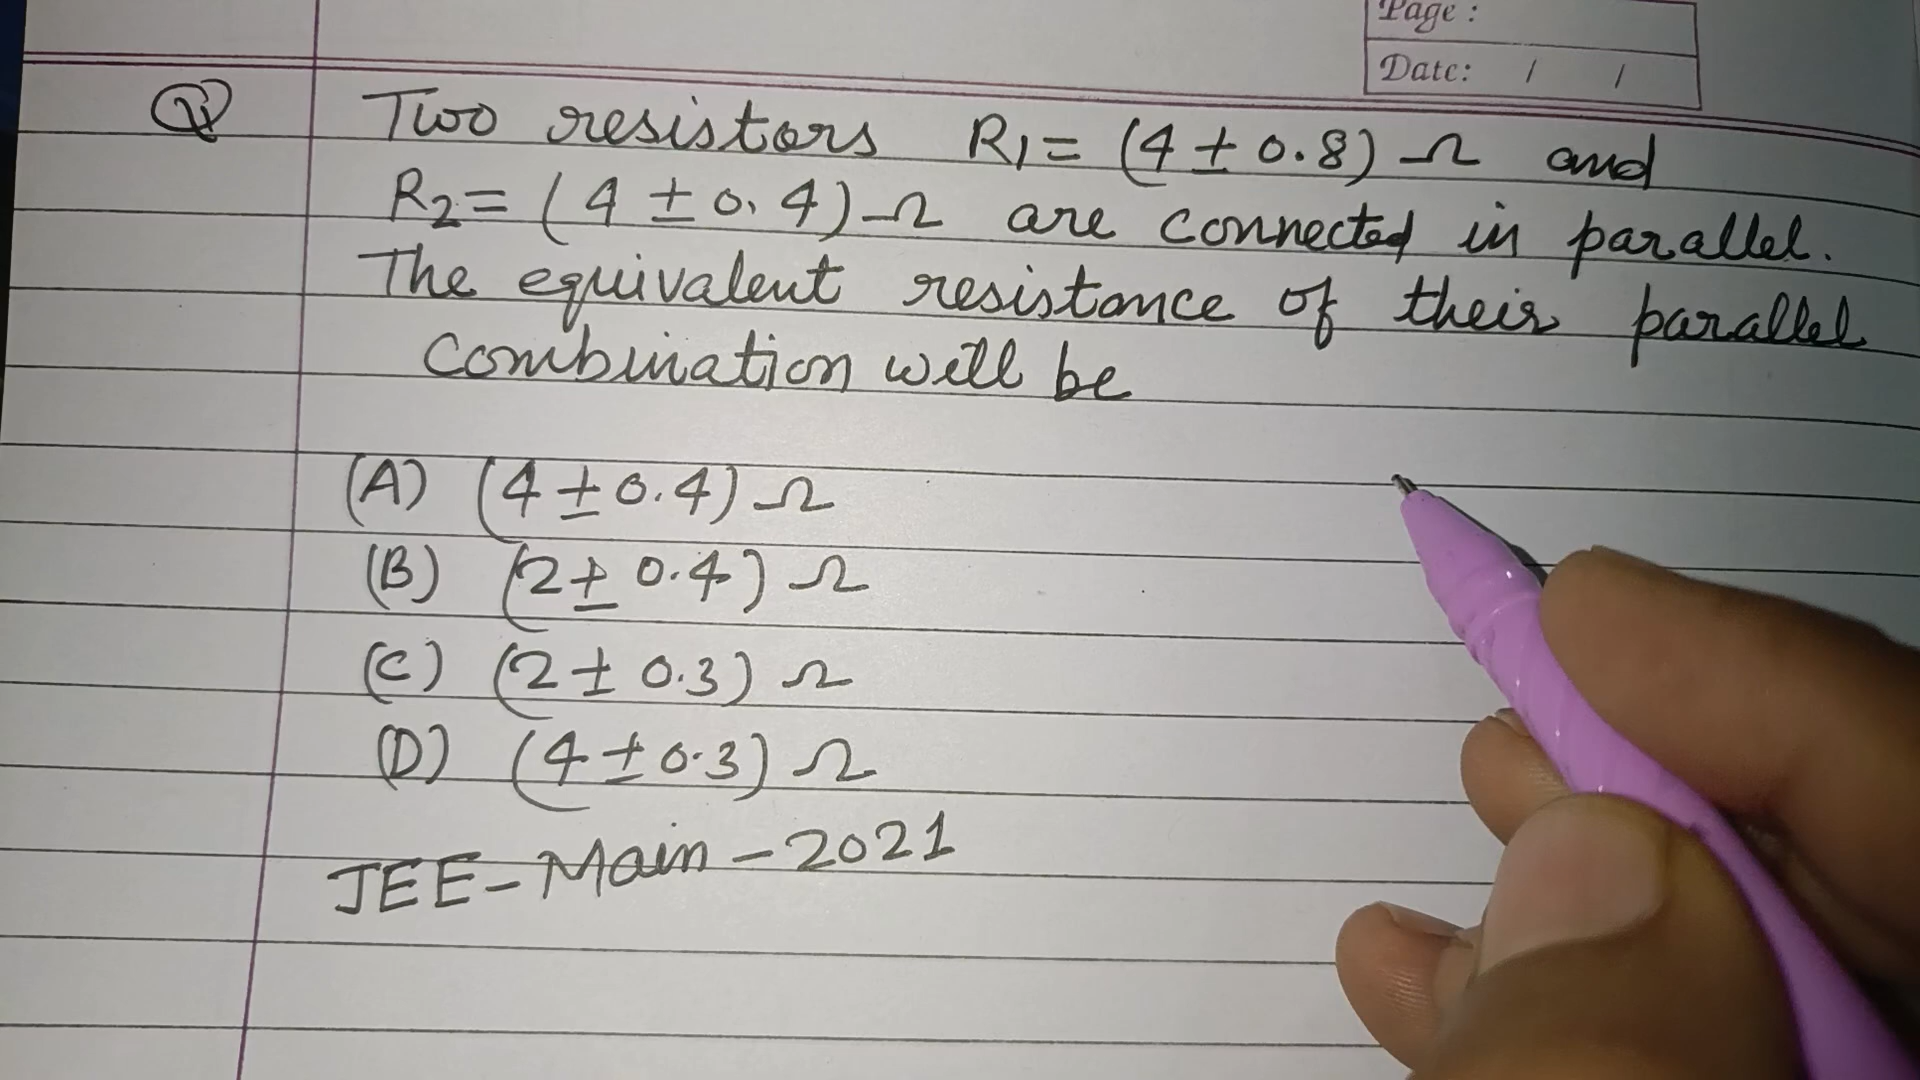 Page :
Date: / /
Q Two resistors R1 = (4 ± 0.8) Ω and
R2 = (4 ± 0.4) Ω are connected in parallel.
The equivalent resistance of their parallel
combination will be
(A) (4 ± 0.4) Ω
(B) (2 ± 0.4) Ω
(C) (2 ± 0.3) Ω
(D) (4 ± 0.3) Ω
JEE-Main-2021